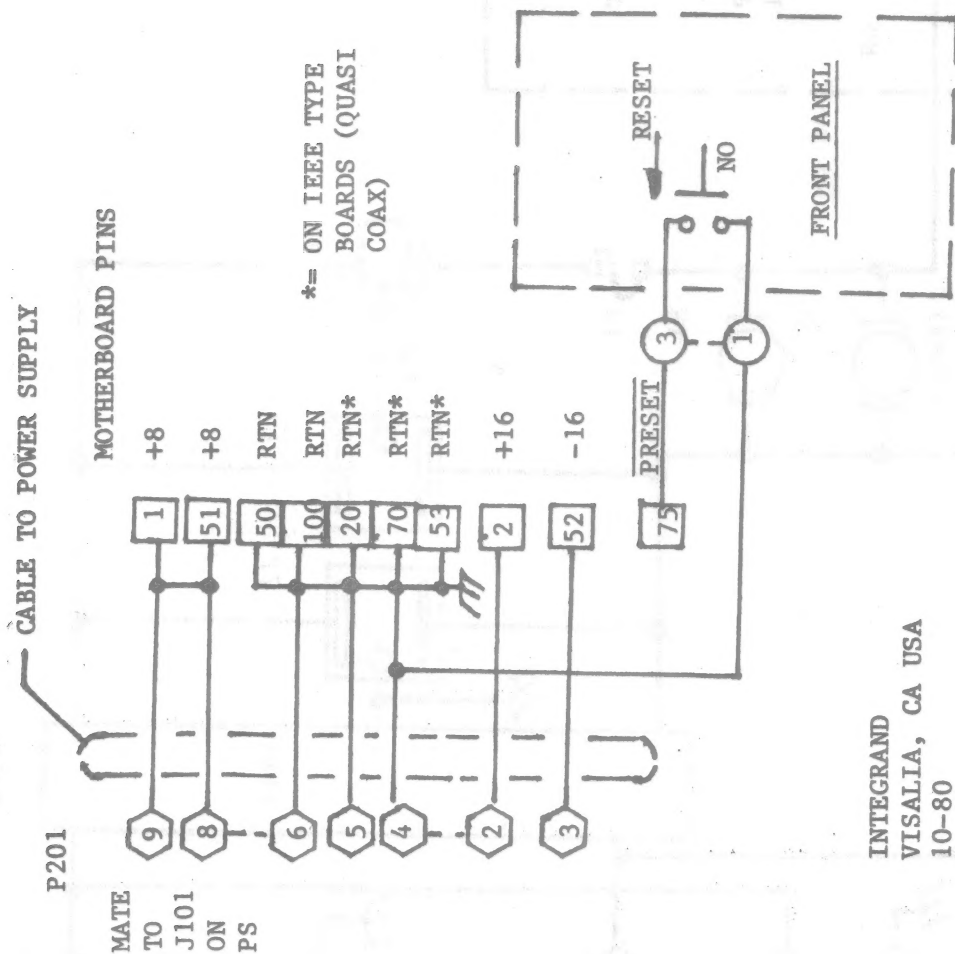 CABLE TO POWER SUPPLY
P201
MOTHERBOARD PINS
MATE
TO
J101
ON
PS
9 1 +8
8 51 +8
50 RTN
6 100 RTN
5 20 RTN*
4 70 RTN*
53 RTN*
2 2 +16
3 52 -16
*= ON IEEE TYPE
BOARDS (QUASI
COAX)
75 PRESET
3
1
RESET
NO
FRONT PANEL
INTEGRAND
VISALIA, CA USA
10-80